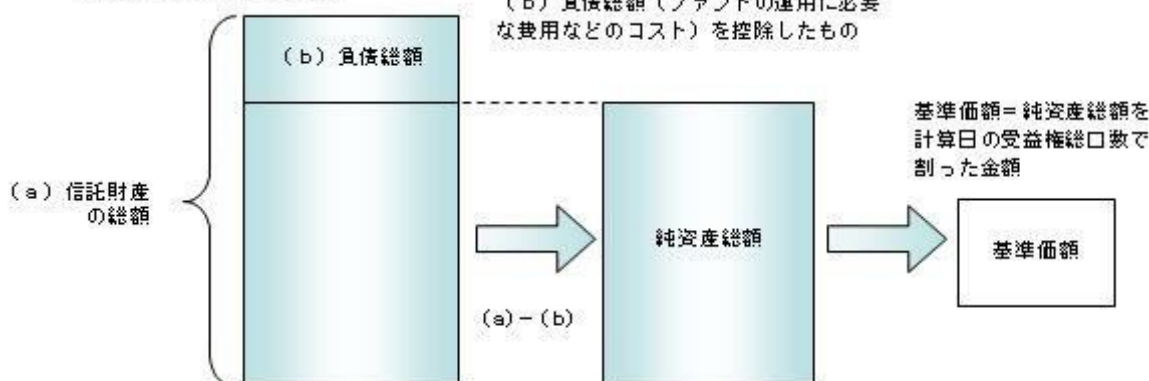 (b)負債総額(ファンドの運用に必要
な費用などのコスト)を控除したもの
(b)負債総額
(a)信託財産
の総額
(a)-(b)
純資産総額
基準価額=純資産総額を
計算日の受益権総口数で
割った金額
基準価額